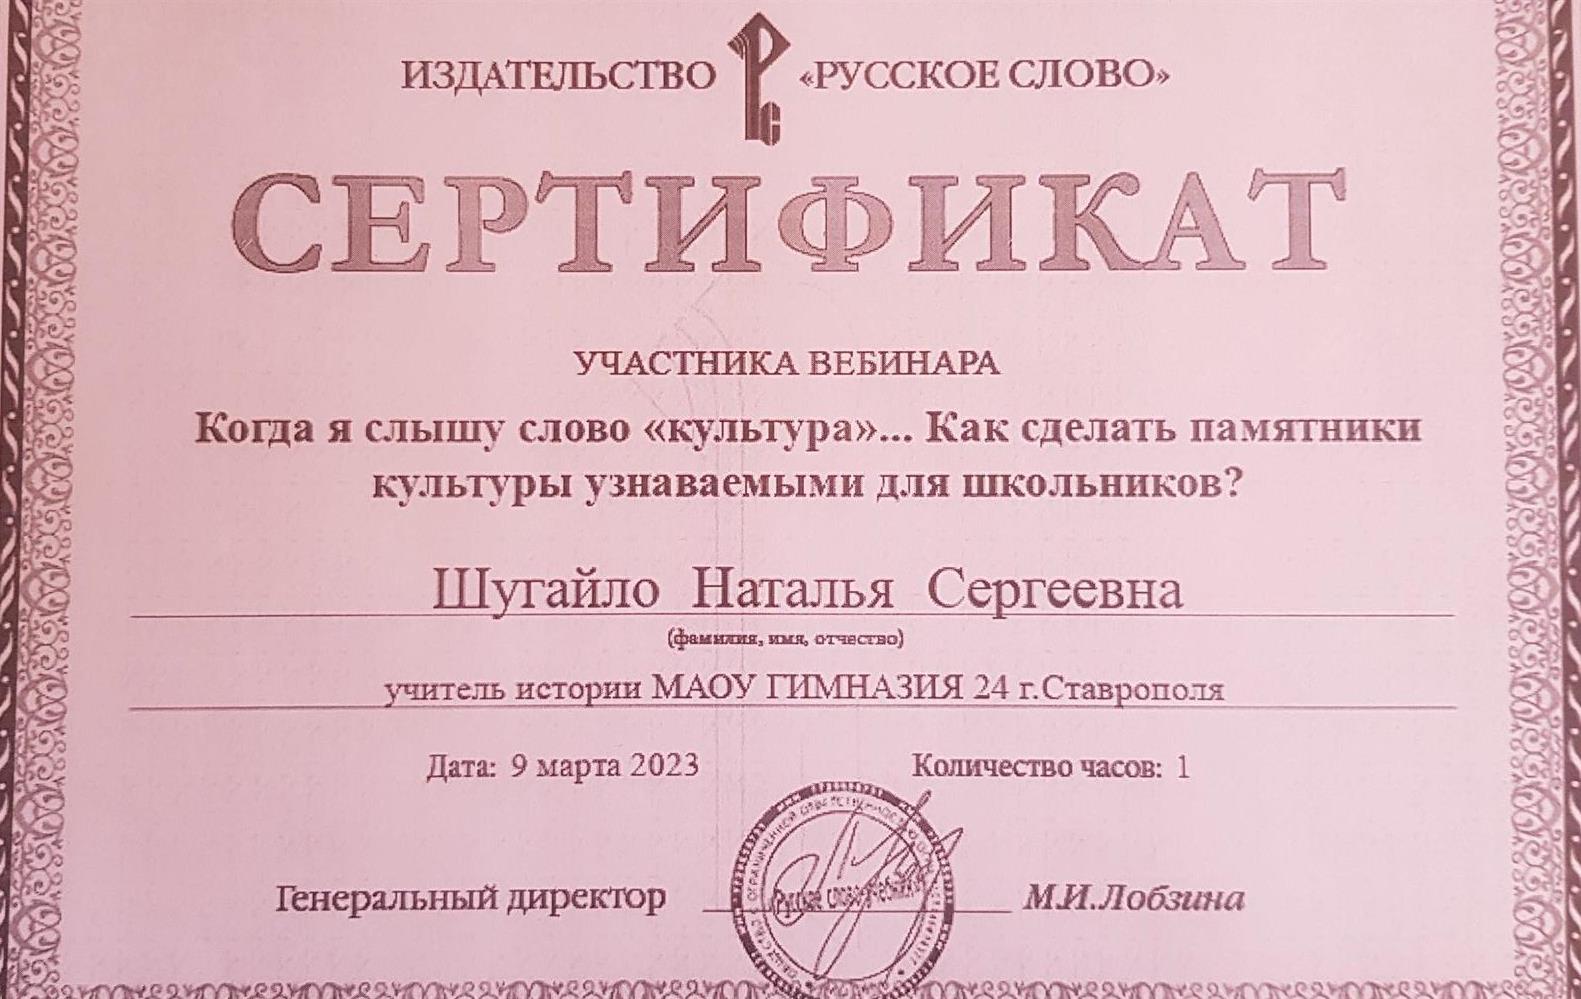 ИЗДАТЕЛЬСТВО «РУССКОЕ СЛОВО»
СЕРТИФИКАТ
УЧАСТНИКА ВЕБИНАРА
Когда я слышу слово «культура»... Как сделать памятники
культуры узнаваемыми для школьников?
Шугайло Наталья Сергеевна
(фамилия, имя, отчество)
учитель истории МАОУ ГИМНАЗИЯ 24 г.Ставрополя
Дата: 9 марта 2023 Количество часов: 1
Генеральный директор М.И.Лобзина